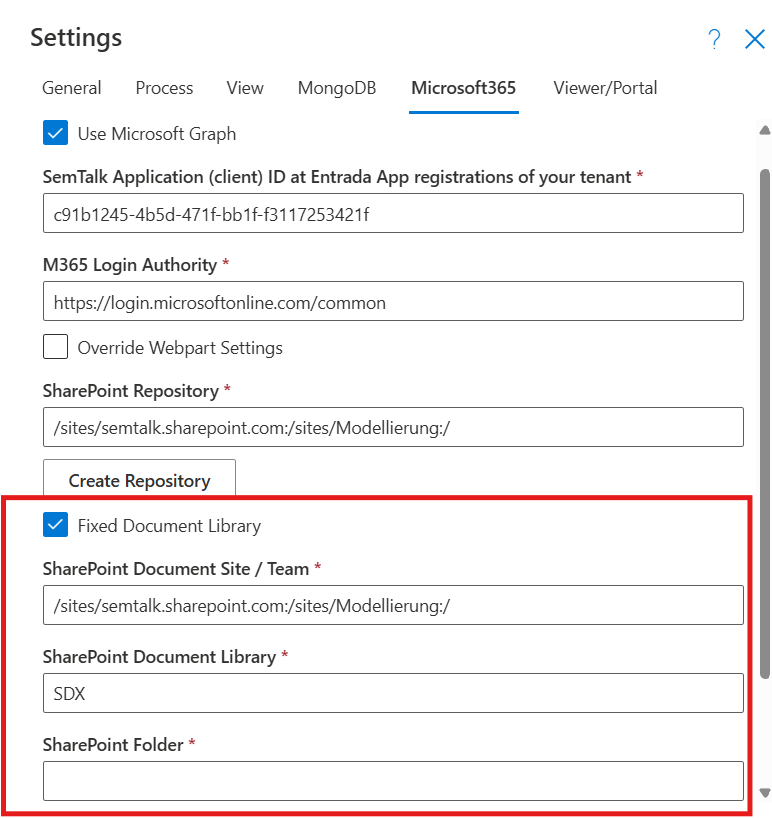 Settings
?
General Process View MongoDB Microsoft365 Viewer/Portal
Use Microsoft Graph
SemTalk Application (client) ID at Entrada App registrations of your tenant *
c91b1245-4b5d-471f-bb1f-f3117253421f
M365 Login Authority *
https://login.microsoftonline.com/common
Override Webpart Settings
SharePoint Repository *
/sites/semtalk.sharepoint.com:/sites/Modellierung:/
Create Repository
Fixed Document Library
SharePoint Document Site / Team *
/sites/semtalk.sharepoint.com:/sites/Modellierung:/
SharePoint Document Library *
SDX
SharePoint Folder *